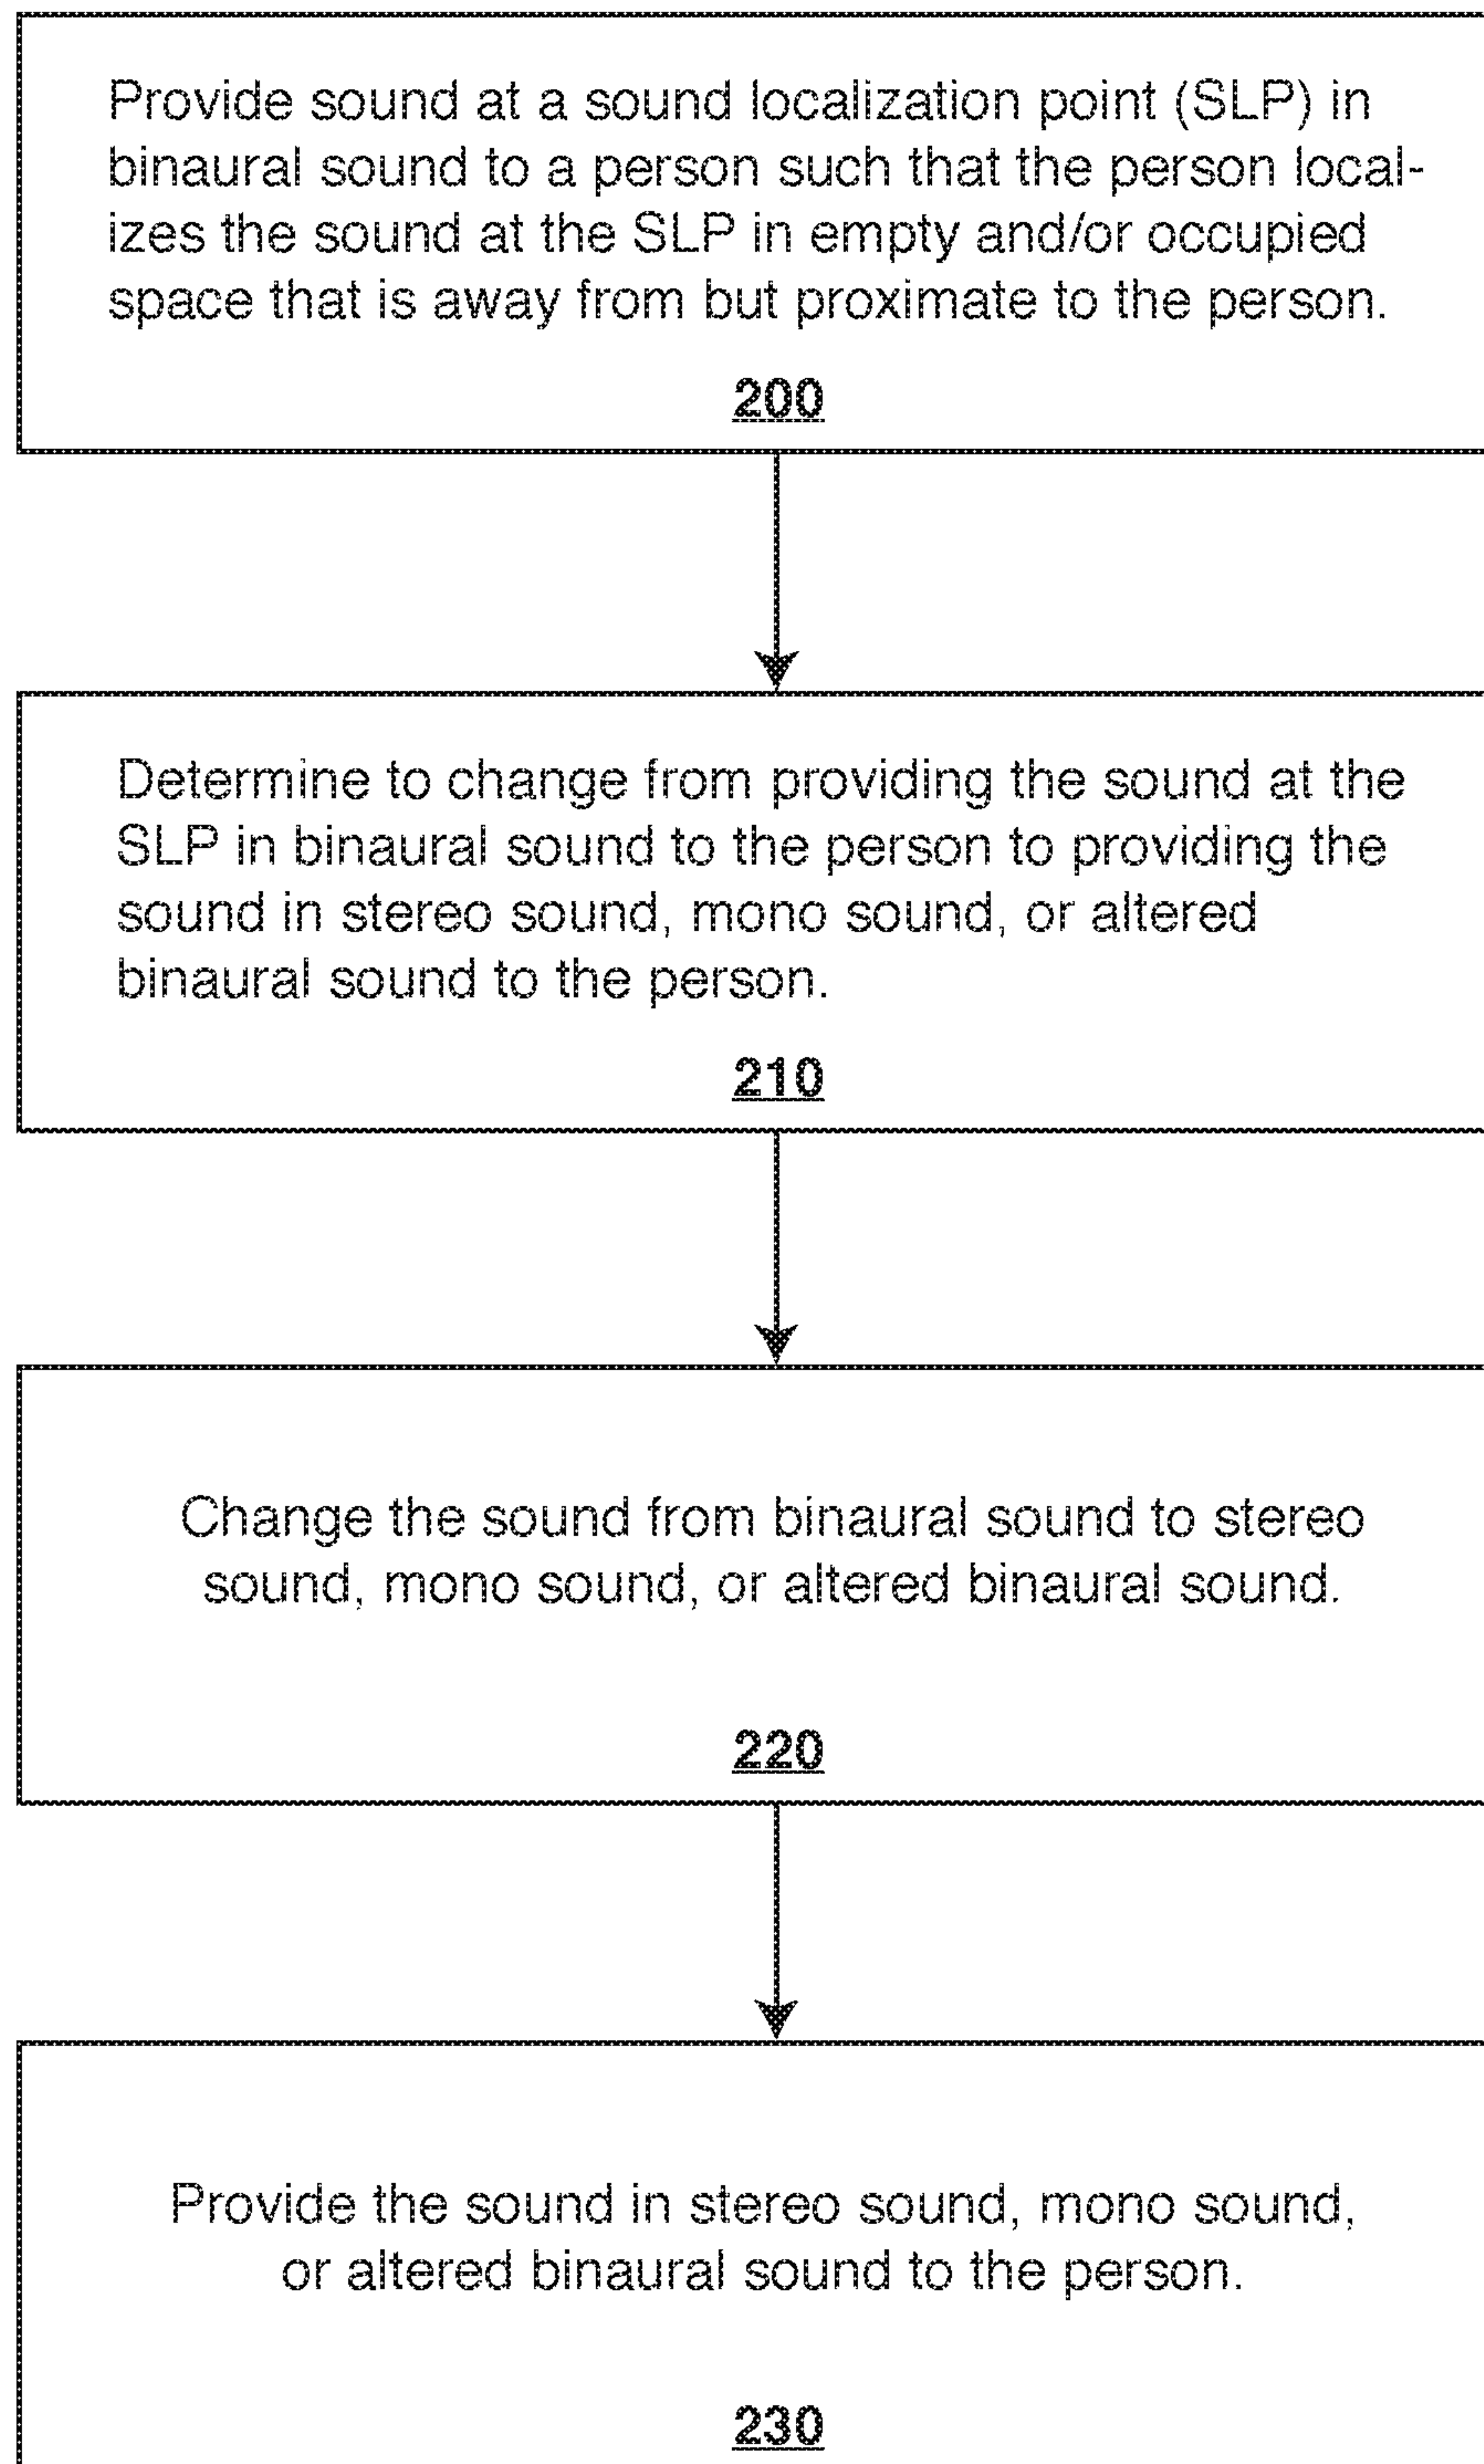 Provide sound at a sound localization point (SLP) in
binaural sound to a person such that the person local-
izes the sound at the SLP in empty and/or occupied
space that is away from but proximate to the person.
200
Determine to change from providing the sound at the
SLP in binaural sound to the person to providing the
sound in stereo sound, mono sound, or altered
binaural sound to the person.
210
Change the sound from binaural sound to stereo
sound, mono sound, or altered binaural sound.
220
Provide the sound in stereo sound, mono sound,
or altered binaural sound to the person.
230